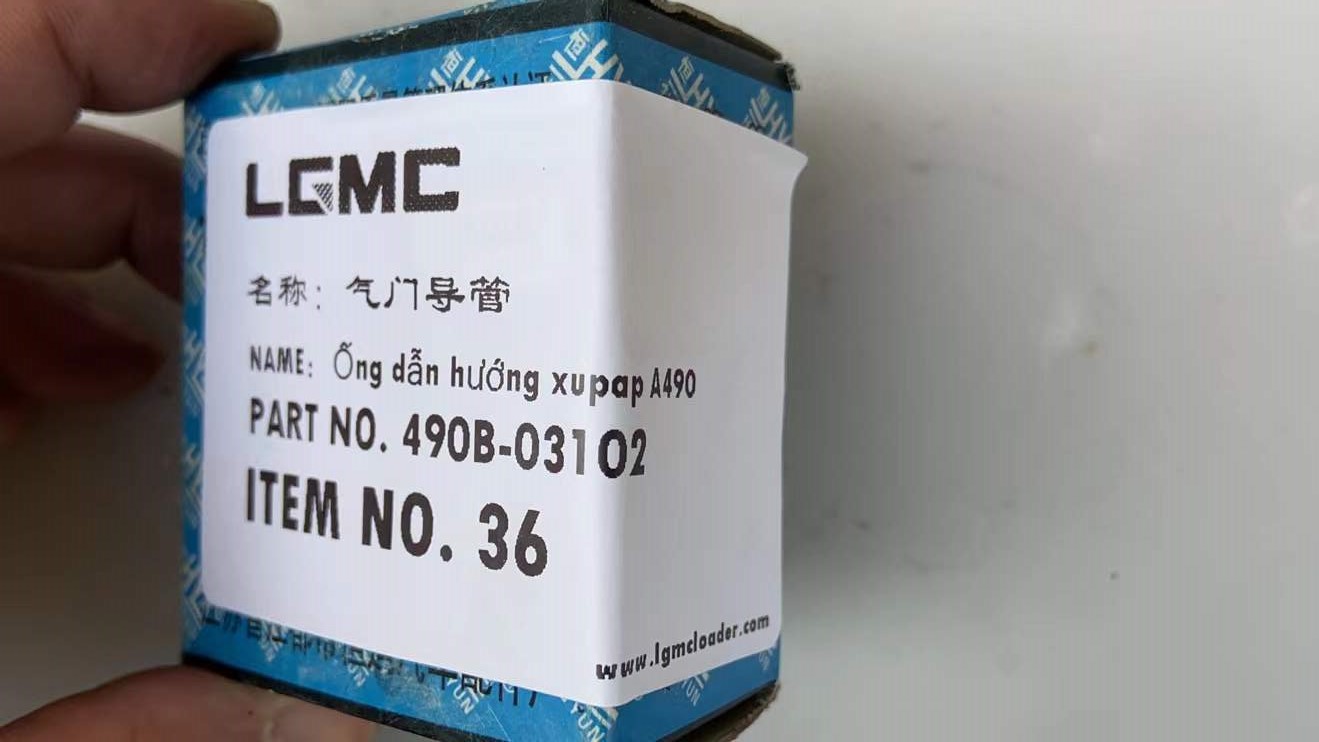 LGMC
名称：气门导管
NAME: Ống dẫn hướng xupap A490
PART NO. 490B-03102
ITEM NO. 36
www.lgmcloader.com